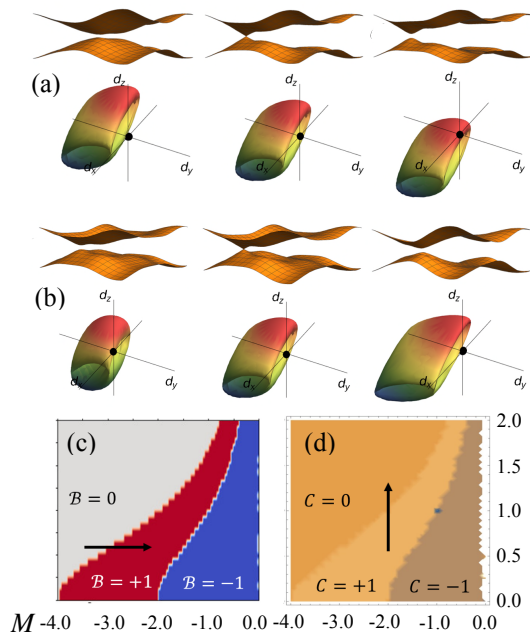 (a)
d_z d_z d_z
d_x d_y d_x d_y d_x d_y
(b)
d_z d_z d_z
d_x d_y d_x d_y d_x d_y
(c) (d)
2.0
1.5
ℬ = 0 C = 0
1.0
0.5
ℬ = +1 ℬ = −1 C = +1 C = −1
0.0
M -4.0 -3.0 -2.0 -1.0 -4.0 -3.0 -2.0 -1.0 0.0